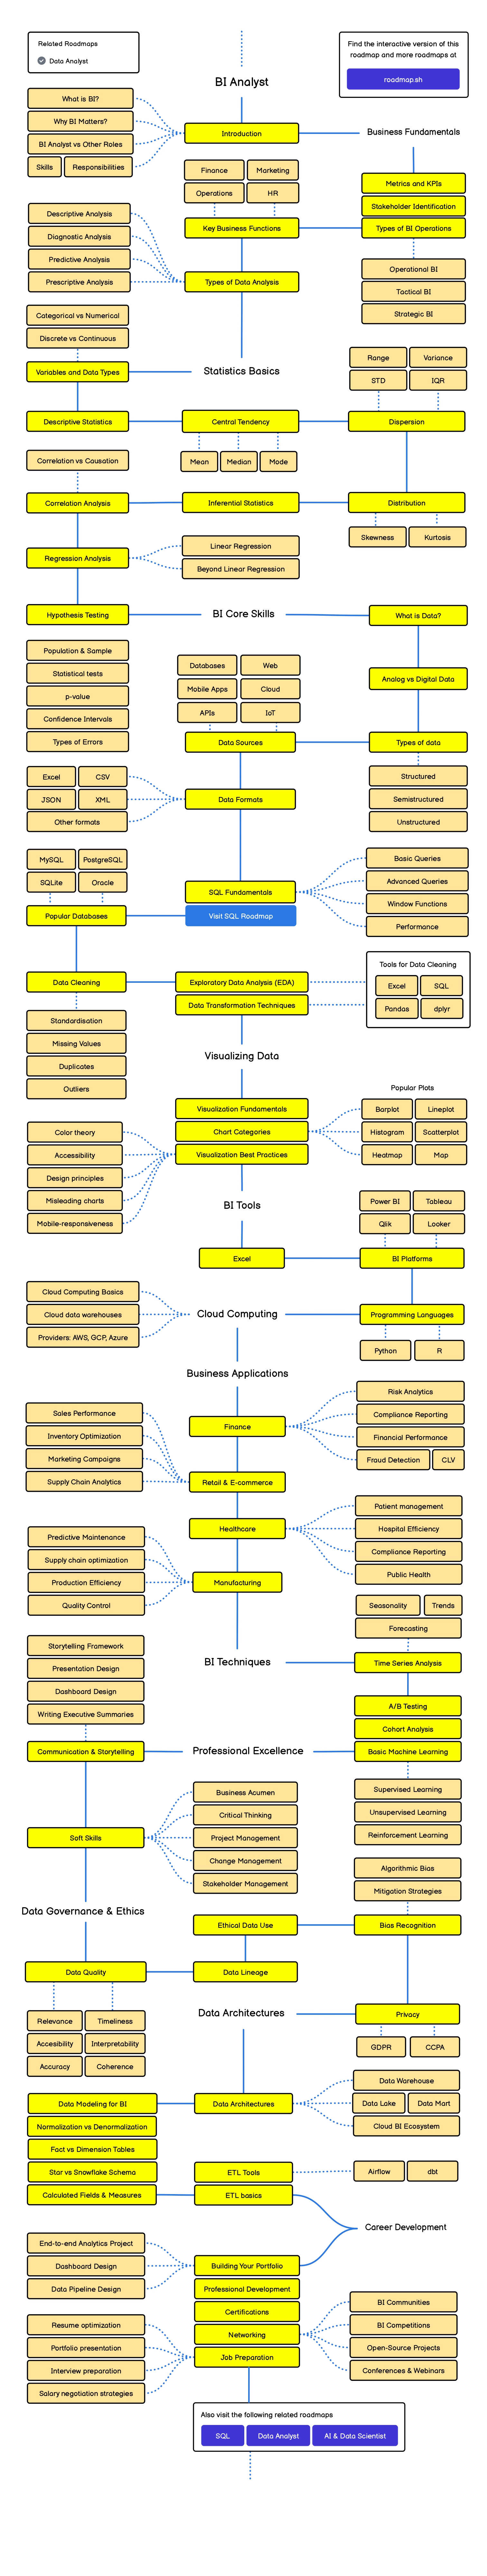 Related Roadmaps
Data Analyst
Find the interactive version of this
roadmap and more roadmaps at
roadmap.sh
BI Analyst
What is BI?
Why BI Matters?
BI Analyst vs Other Roles
Skills
Responsibilities
Introduction
Business Fundamentals
Finance
Marketing
Operations
HR
Key Business Functions
Metrics and KPIs
Stakeholder Identification
Types of BI Operations
Operational BI
Tactical BI
Strategic BI
Descriptive Analysis
Diagnostic Analysis
Predictive Analysis
Prescriptive Analysis
Types of Data Analysis
Categorical vs Numerical
Discrete vs Continuous
Variables and Data Types
Statistics Basics
Range
Variance
STD
IQR
Descriptive Statistics
Central Tendency
Dispersion
Mean
Median
Mode
Correlation vs Causation
Correlation Analysis
Inferential Statistics
Distribution
Skewness
Kurtosis
Regression Analysis
Linear Regression
Beyond Linear Regression
Hypothesis Testing
BI Core Skills
What is Data?
Population & Sample
Statistical tests
p-value
Confidence Intervals
Types of Errors
Databases
Web
Mobile Apps
Cloud
APIs
IoT
Data Sources
Analog vs Digital Data
Types of data
Structured
Semistructured
Unstructured
Excel
CSV
JSON
XML
Other formats
Data Formats
MySQL
PostgreSQL
SQLite
Oracle
Popular Databases
SQL Fundamentals
Visit SQL Roadmap
Basic Queries
Advanced Queries
Window Functions
Performance
Data Cleaning
Exploratory Data Analysis (EDA)
Data Transformation Techniques
Tools for Data Cleaning
Excel
SQL
Pandas
dplyr
Standardisation
Missing Values
Duplicates
Outliers
Visualizing Data
Visualization Fundamentals
Chart Categories
Visualization Best Practices
Popular Plots
Barplot
Lineplot
Histogram
Scatterplot
Heatmap
Map
Color theory
Accessibility
Design principles
Misleading charts
Mobile-responsiveness
BI Tools
Power BI
Tableau
Qlik
Looker
Excel
BI Platforms
Cloud Computing Basics
Cloud data warehouses
Providers: AWS, GCP, Azure
Cloud Computing
Programming Languages
Python
R
Business Applications
Sales Performance
Inventory Optimization
Marketing Campaigns
Supply Chain Analytics
Finance
Retail & E-commerce
Risk Analytics
Compliance Reporting
Financial Performance
Fraud Detection
CLV
Healthcare
Patient management
Hospital Efficiency
Compliance Reporting
Public Health
Predictive Maintenance
Supply chain optimization
Production Efficiency
Quality Control
Manufacturing
Seasonality
Trends
Forecasting
BI Techniques
Time Series Analysis
Storytelling Framework
Presentation Design
Dashboard Design
Writing Executive Summaries
Communication & Storytelling
Professional Excellence
A/B Testing
Cohort Analysis
Basic Machine Learning
Supervised Learning
Unsupervised Learning
Reinforcement Learning
Soft Skills
Business Acumen
Critical Thinking
Project Management
Change Management
Stakeholder Management
Algorithmic Bias
Mitigation Strategies
Data Governance & Ethics
Ethical Data Use
Bias Recognition
Data Quality
Data Lineage
Relevance
Timeliness
Accesibility
Interpretability
Accuracy
Coherence
Data Architectures
Privacy
GDPR
CCPA
Data Modeling for BI
Normalization vs Denormalization
Fact vs Dimension Tables
Star vs Snowflake Schema
Calculated Fields & Measures
Data Architectures
Data Warehouse
Data Lake
Data Mart
Cloud BI Ecosystem
ETL Tools
ETL basics
Airflow
dbt
Career Development
End-to-end Analytics Project
Dashboard Design
Data Pipeline Design
Building Your Portfolio
Professional Development
Certifications
Networking
Job Preparation
BI Communities
BI Competitions
Open-Source Projects
Conferences & Webinars
Resume optimization
Portfolio presentation
Interview preparation
Salary negotiation strategies
Also visit the following related roadmaps
SQL
Data Analyst
AI & Data Scientist